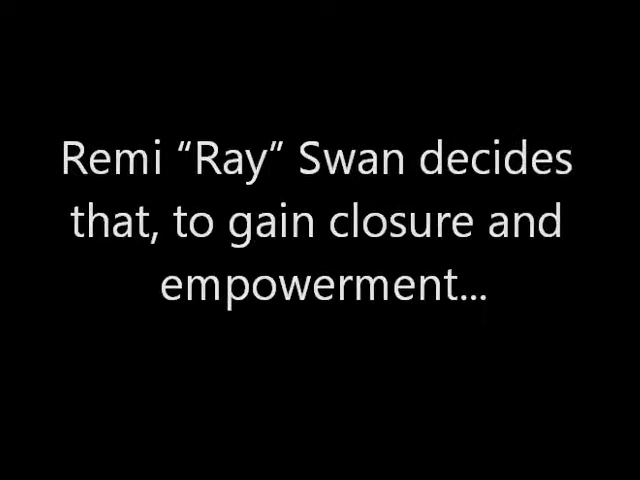 Remi “Ray” Swan decides
that, to gain closure and
empowerment...